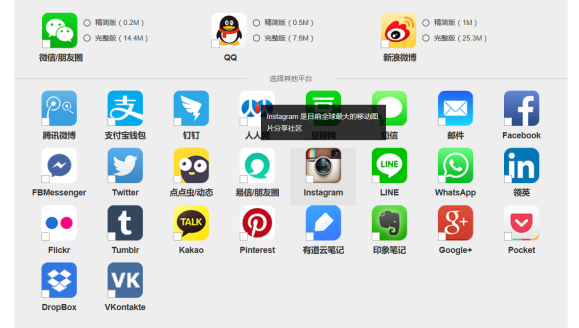 精简版（0.2M）
完整版（14.4M）
微信/朋友圈
精简版（0.5M）
完整版（7.6M）
QQ
精简版（1M）
完整版（25.3M）
新浪微博
选择其他平台
腾讯微博
支付宝钱包
钉钉
人人
短信
邮件
Facebook
Instagram 是目前全球最大的移动图
片分享社区
FBMessenger
Twitter
点点虫/动态
易信/朋友圈
Instagram
LINE
LINE
WhatsApp
in
领英
Flickr
t
Tumblr
TALK
Kakao
Pinterest
有道云笔记
印象笔记
g+
Google+
Pocket
DropBox
VK
VKontakte